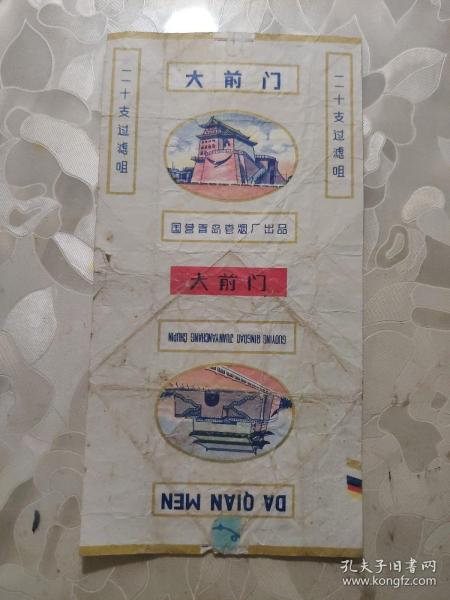 大前门
二十支过滤咀
二十支过滤咀
国营青岛卷烟厂出品
大前门
GUOYING QINGDAO JUANYANCHANG CHUPIN
DA QIAN MEN
孔夫子旧书网
www.kongfz.com